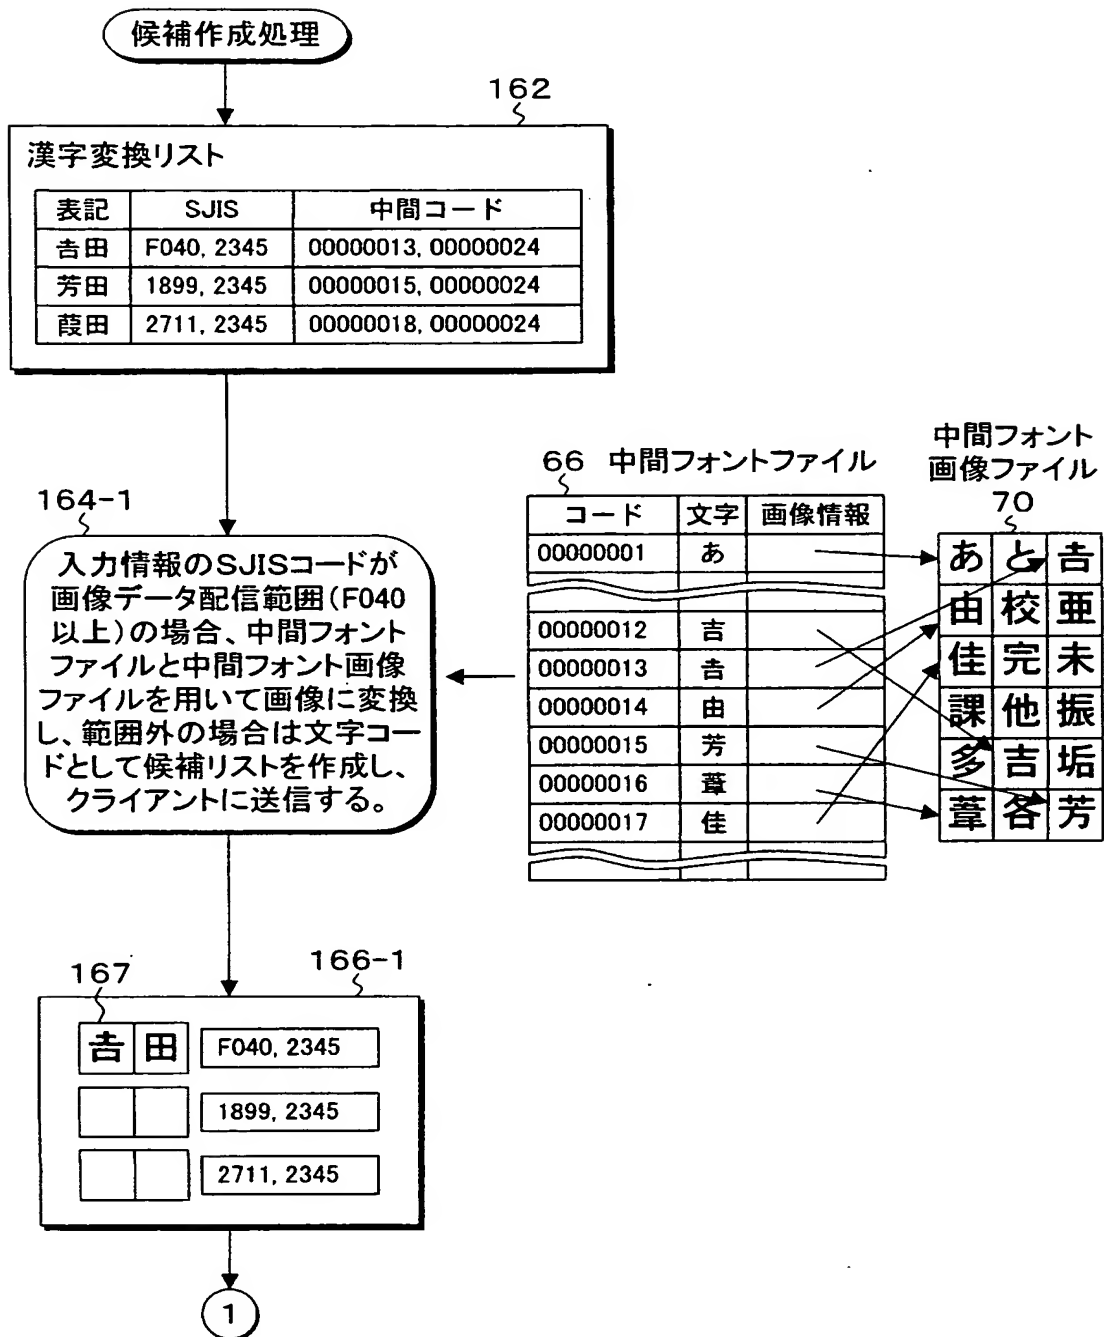 候補作成処理
162
漢字変換リスト
表記 SJIS 中間コード
𠮷田 F040, 2345 00000013, 00000024
芳田 1899, 2345 00000015, 00000024
葭田 2711, 2345 00000018, 00000024
164-1
入力情報のSJISコードが
画像データ配信範囲(F040
以上)の場合、中間フォント
ファイルと中間フォント画像
ファイルを用いて画像に変換
し、範囲外の場合は文字コー
ドとして候補リストを作成し、
クライアントに送信する。
66 中間フォントファイル
コード 文字 画像情報
00000001 あ
00000012 吉
00000013 𠮷
00000014 由
00000015 芳
00000016 葦
00000017 佳
中間フォント
画像ファイル
70
あ と 𠮷
由 校 亜
佳 完 未
課 他 振
多 吉 垢
葦 各 芳
167
166-1
𠮷 田 F040, 2345
1899, 2345
2711, 2345
1